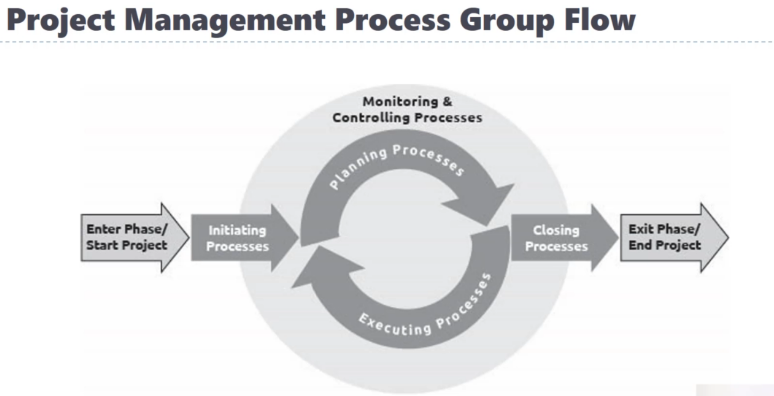 Project Management Process Group Flow
Monitoring &
Controlling Processes
Planning Processes
Enter Phase/
Start Project
Initiating
Processes
Closing
Processes
Exit Phase/
End Project
Executing Processes